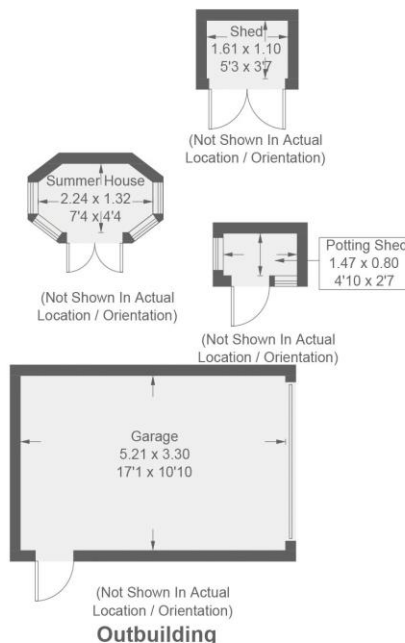 Shed
1.61 x 1.10
5'3 x 3'7
(Not Shown In Actual
Location / Orientation)
Summer House
2.24 x 1.32
7'4 x 4'4
(Not Shown In Actual
Location / Orientation)
Potting Shed
1.47 x 0.80
4'10 x 2'7
(Not Shown In Actual
Location / Orientation)
Garage
5.21 x 3.30
17'1 x 10'10
(Not Shown In Actual
Location / Orientation)
Outbuilding